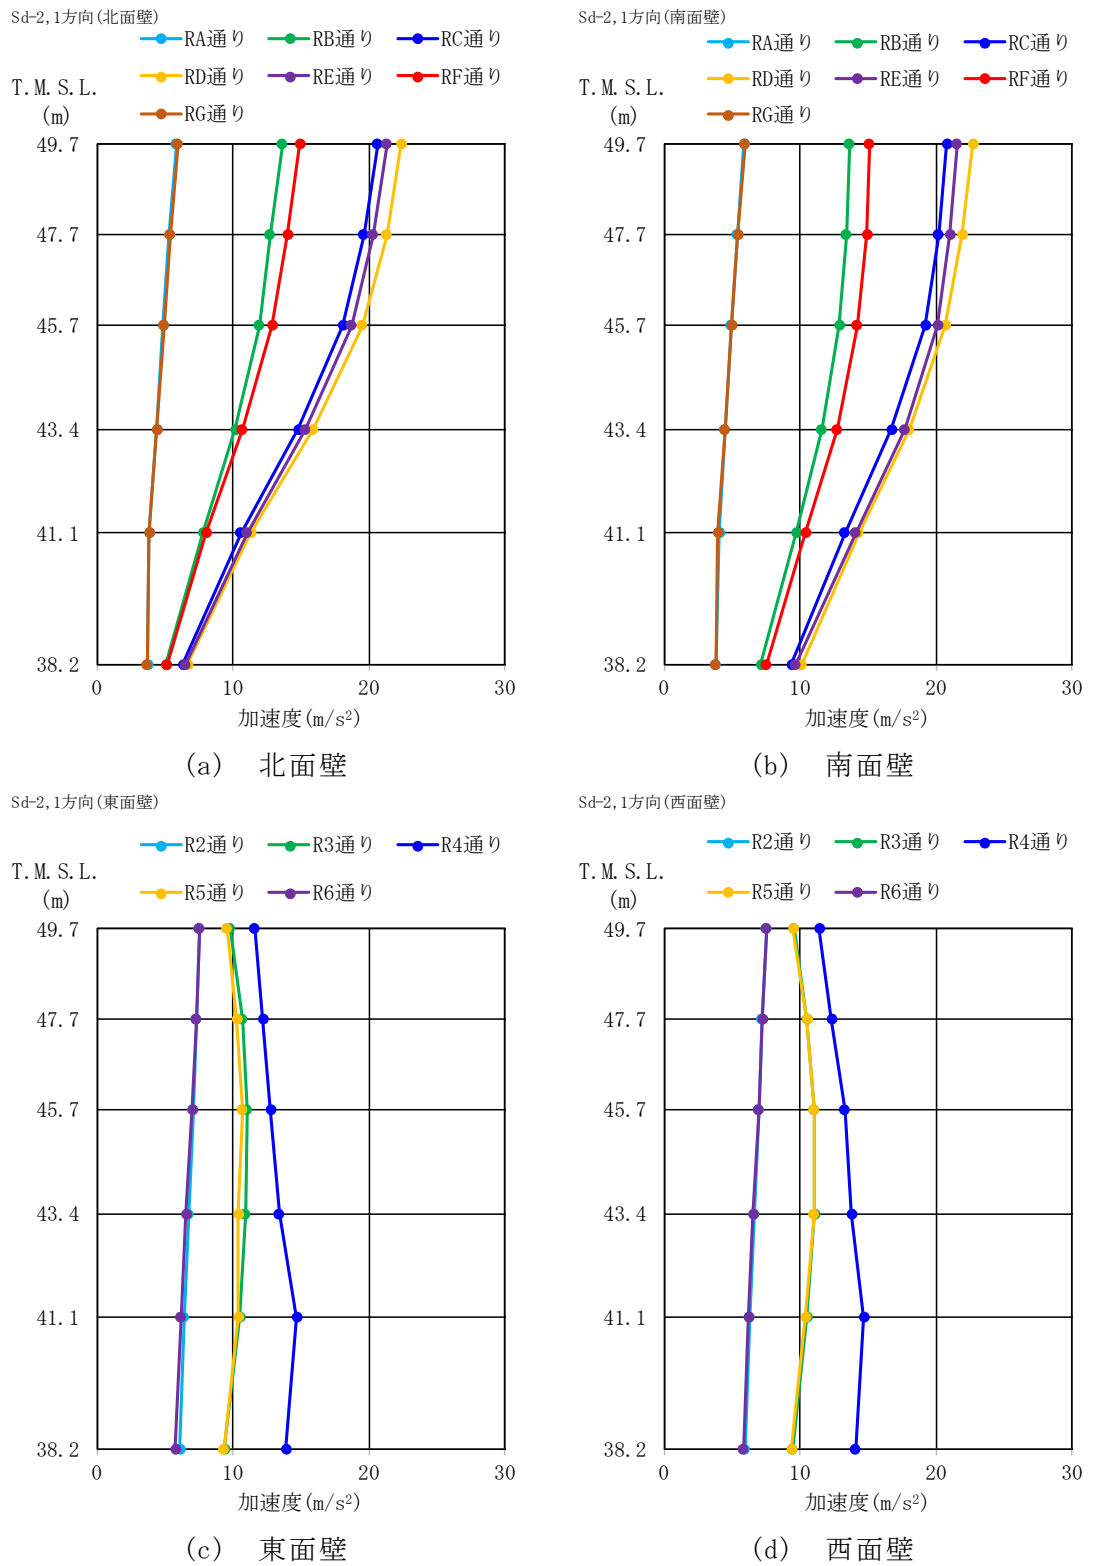 Sd-2,1方向(北面壁)
RA通り RB通り RC通り
RD通り RE通り RF通り
RG通り
T.M.S.L.
(m)
49.7
47.7
45.7
43.4
41.1
38.2
0 10 20 30
加速度(m/s²)
(a) 北面壁
Sd-2,1方向(南面壁)
RA通り RB通り RC通り
RD通り RE通り RF通り
RG通り
T.M.S.L.
(m)
49.7
47.7
45.7
43.4
41.1
38.2
0 10 20 30
加速度(m/s²)
(b) 南面壁
Sd-2,1方向(東面壁)
R2通り R3通り R4通り
R5通り R6通り
T.M.S.L.
(m)
49.7
47.7
45.7
43.4
41.1
38.2
0 10 20 30
加速度(m/s²)
(c) 東面壁
Sd-2,1方向(西面壁)
R2通り R3通り R4通り
R5通り R6通り
T.M.S.L.
(m)
49.7
47.7
45.7
43.4
41.1
38.2
0 10 20 30
加速度(m/s²)
(d) 西面壁